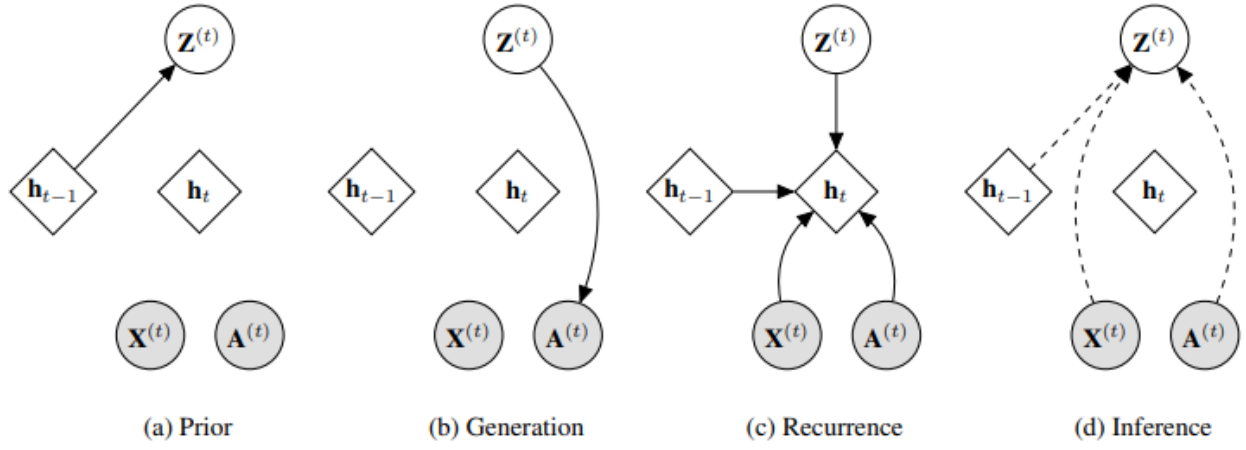 Z^(t) Z^(t) Z^(t) Z^(t)
h_{t−1} h_t h_{t−1} h_t h_{t−1} h_t h_{t−1} h_t
X^(t) A^(t) X^(t) A^(t) X^(t) A^(t) X^(t) A^(t)
(a) Prior (b) Generation (c) Recurrence (d) Inference